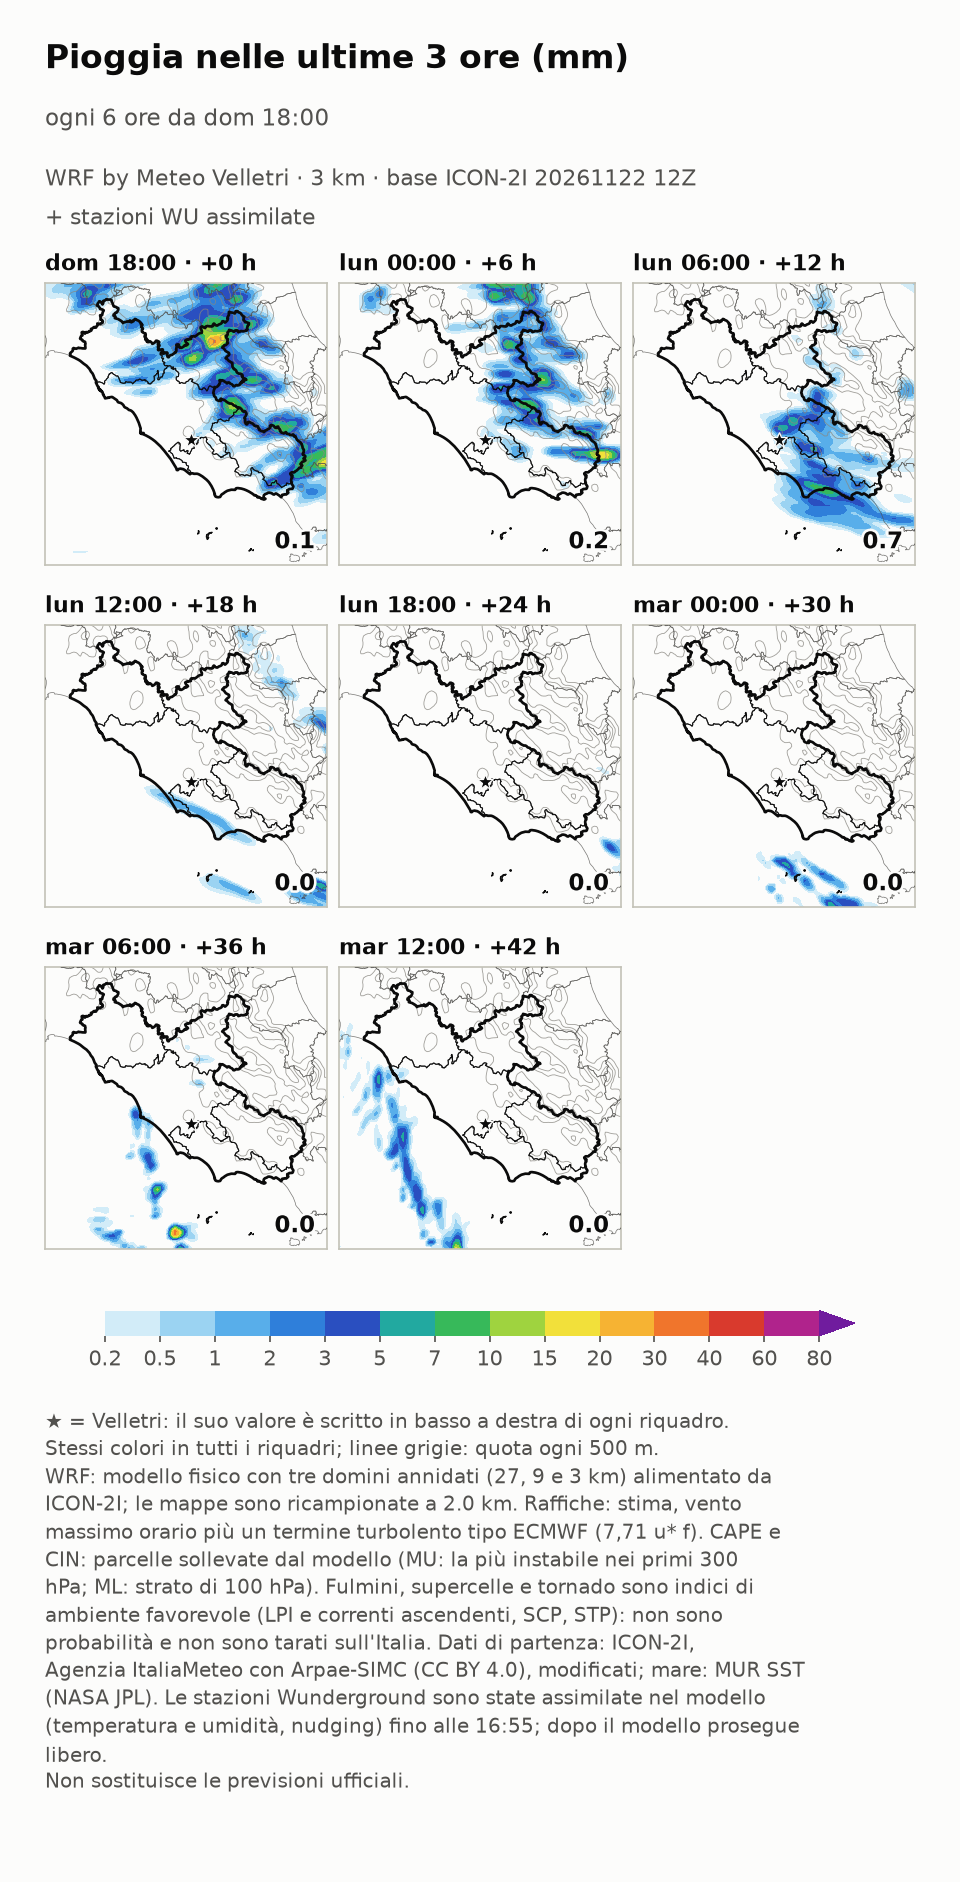 Pioggia nelle ultime 3 ore (mm)
ogni 6 ore da dom 18:00
WRF by Meteo Velletri · 3 km · base ICON-2I 20261122 12Z
+ stazioni WU assimilate
dom 18:00 · +0 h
lun 00:00 · +6 h
lun 06:00 · +12 h
0.1
0.2
0.7
lun 12:00 · +18 h
lun 18:00 · +24 h
mar 00:00 · +30 h
0.0
0.0
0.0
mar 06:00 · +36 h
mar 12:00 · +42 h
0.0
0.0
0.2 0.5 1 2 3 5 7 10 15 20 30 40 60 80
★ = Velletri: il suo valore è scritto in basso a destra di ogni riquadro.
Stessi colori in tutti i riquadri; linee grigie: quota ogni 500 m.
WRF: modello fisico con tre domini annidati (27, 9 e 3 km) alimentato da
ICON-2I; le mappe sono ricampionate a 2.0 km. Raffiche: stima, vento
massimo orario più un termine turbolento tipo ECMWF (7,71 u* f). CAPE e
CIN: parcelle sollevate dal modello (MU: la più instabile nei primi 300
hPa; ML: strato di 100 hPa). Fulmini, supercelle e tornado sono indici di
ambiente favorevole (LPI e correnti ascendenti, SCP, STP): non sono
probabilità e non sono tarati sull'Italia. Dati di partenza: ICON-2I,
Agenzia ItaliaMeteo con Arpae-SIMC (CC BY 4.0), modificati; mare: MUR SST
(NASA JPL). Le stazioni Wunderground sono state assimilate nel modello
(temperatura e umidità, nudging) fino alle 16:55; dopo il modello prosegue
libero.
Non sostituisce le previsioni ufficiali.